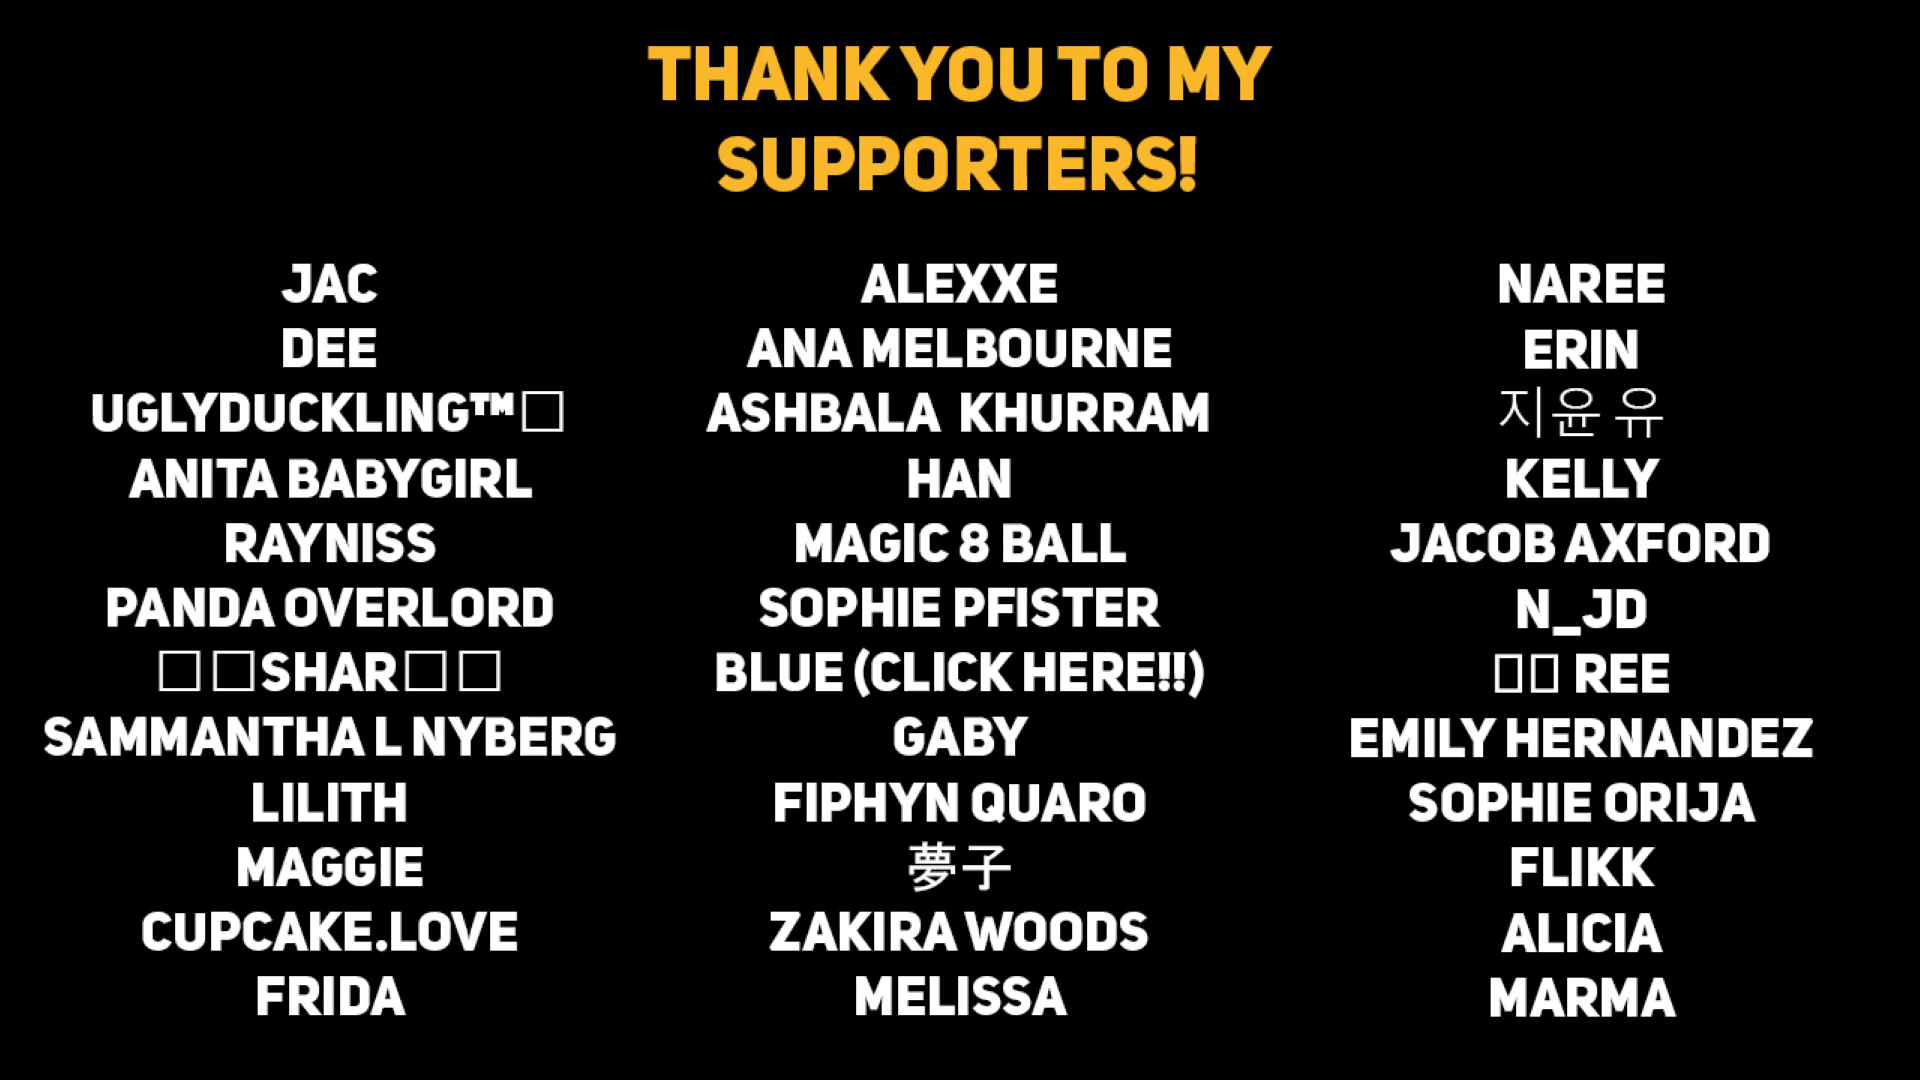 THANK YOU TO MY
SUPPORTERS!
JAC
DEE
UGLYDUCKLING™□
ANITA BABYGIRL
RAYNISS
PANDA OVERLORD
□□SHAR□□
SAMMANTHA L NYBERG
LILITH
MAGGIE
CUPCAKE.LOVE
FRIDA
ALEXXE
ANA MELBOURNE
ASHBALA  KHURRAM
HAN
MAGIC 8 BALL
SOPHIE PFISTER
BLUE (CLICK HERE!!)
GABY
FIPHYN QUARO
夢子
ZAKIRA WOODS
MELISSA
NAREE
ERIN
지윤 유
KELLY
JACOB AXFORD
N_JD
▯▯ REE
EMILY HERNANDEZ
SOPHIE ORIJA
FLIKK
ALICIA
MARMA